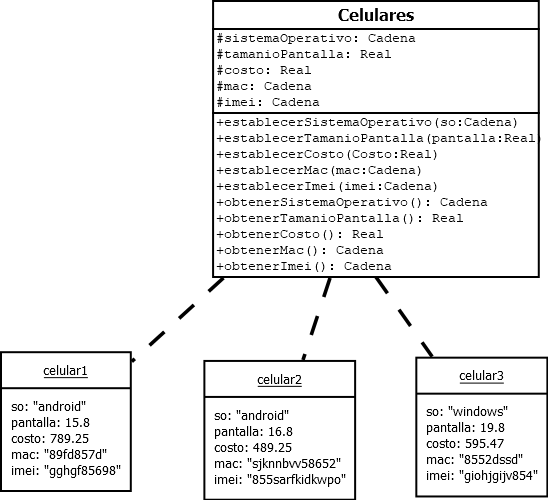 Celulares
#sistemaOperativo: Cadena
#tamanioPantalla: Real
#costo: Real
#mac: Cadena
#imei: Cadena
+establecerSistemaOperativo(so:Cadena)
+establecerTamanioPantalla(pantalla:Real)
+establecerCosto(Costo:Real)
+establecerMac(mac:Cadena)
+establecerImei(imei:Cadena)
+obtenerSistemaOperativo(): Cadena
+obtenerTamanioPantalla(): Real
+obtenerCosto(): Real
+obtenerMac(): Cadena
+obtenerImei(): Cadena
celular1
so: "android"
pantalla: 15.8
costo: 789.25
mac: "89fd857d"
imei: "gghgf85698"
celular2
so: "android"
pantalla: 16.8
costo: 489.25
mac: "sjknnbvv58652"
imei: "855sarfkidkwpo"
celular3
so: "windows"
pantalla: 19.8
costo: 595.47
mac: "8552dssd"
imei: "giohjgijv854"